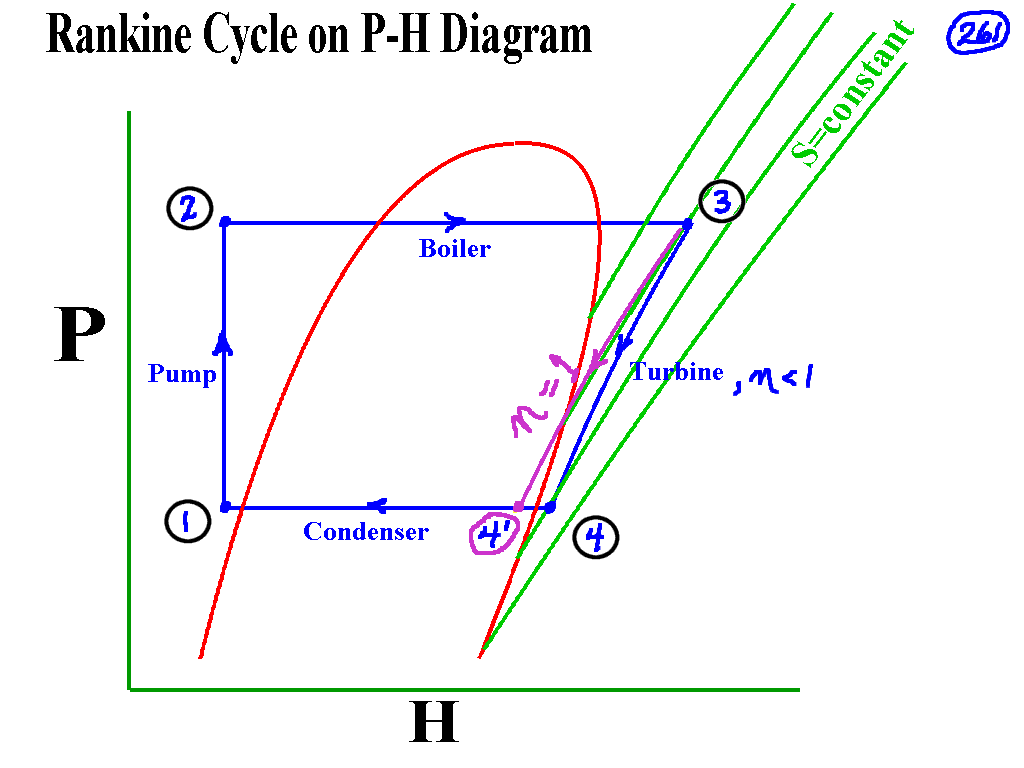 Rankine Cycle on P-H Diagram
261
S=constant
2
3
Boiler
P
Pump
η=1
Turbine, η<1
1
Condenser
4'
4
H